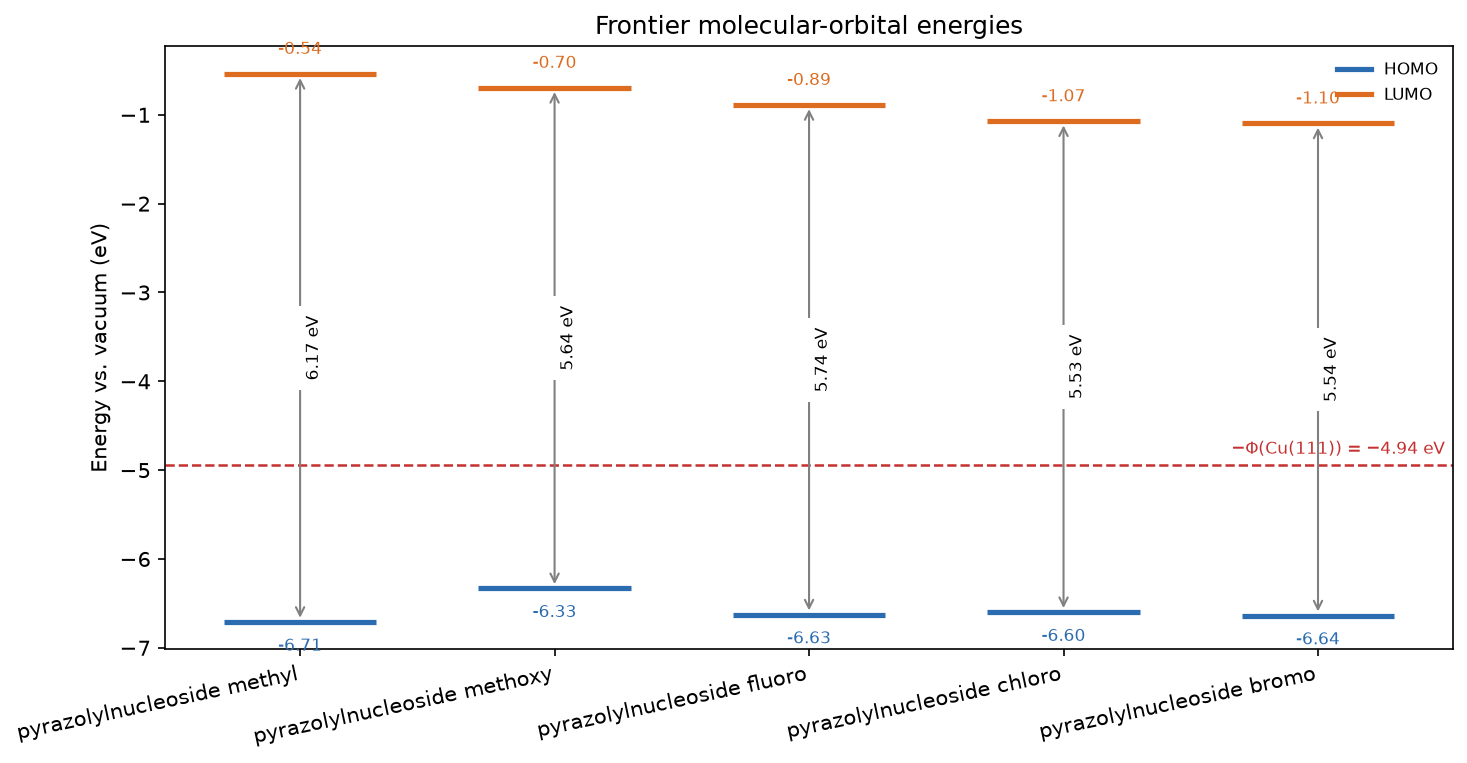 Frontier molecular-orbital energies
HOMO
LUMO
-0.54
-0.70
-0.89
-1.07
-1.10
Energy vs. vacuum (eV)
−1
−2
−3
−4
−5
−6
−7
6.17 eV
5.64 eV
5.74 eV
5.53 eV
5.54 eV
−Φ(Cu(111)) = −4.94 eV
-6.71
-6.33
-6.63
-6.60
-6.64
pyrazolylnucleoside methyl
pyrazolylnucleoside methoxy
pyrazolylnucleoside fluoro
pyrazolylnucleoside chloro
pyrazolylnucleoside bromo